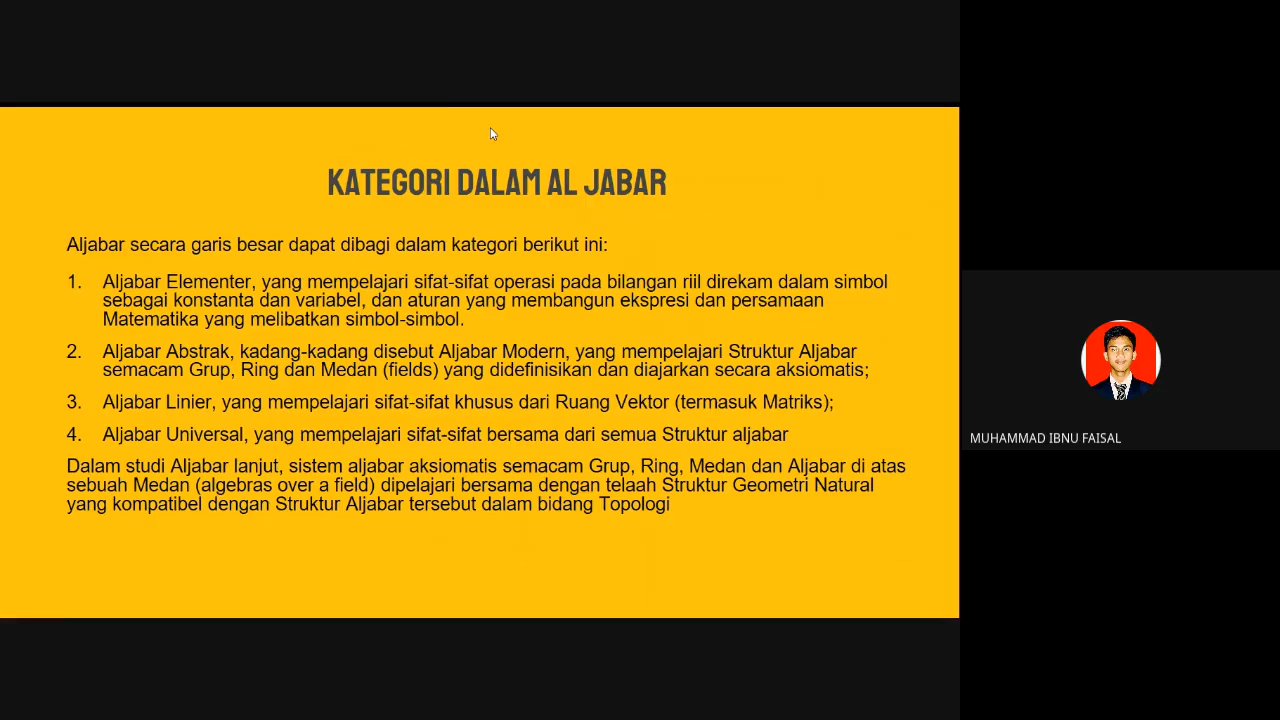 KATEGORI DALAM AL JABAR
Aljabar secara garis besar dapat dibagi dalam kategori berikut ini:
1. Aljabar Elementer, yang mempelajari sifat-sifat operasi pada bilangan riil direkam dalam simbol
sebagai konstanta dan variabel, dan aturan yang membangun ekspresi dan persamaan
Matematika yang melibatkan simbol-simbol.
2. Aljabar Abstrak, kadang-kadang disebut Aljabar Modern, yang mempelajari Struktur Aljabar
semacam Grup, Ring dan Medan (fields) yang didefinisikan dan diajarkan secara aksiomatis;
3. Aljabar Linier, yang mempelajari sifat-sifat khusus dari Ruang Vektor (termasuk Matriks);
4. Aljabar Universal, yang mempelajari sifat-sifat bersama dari semua Struktur aljabar
Dalam studi Aljabar lanjut, sistem aljabar aksiomatis semacam Grup, Ring, Medan dan Aljabar di atas
sebuah Medan (algebras over a field) dipelajari bersama dengan telaah Struktur Geometri Natural
yang kompatibel dengan Struktur Aljabar tersebut dalam bidang Topologi
MUHAMMAD IBNU FAISAL